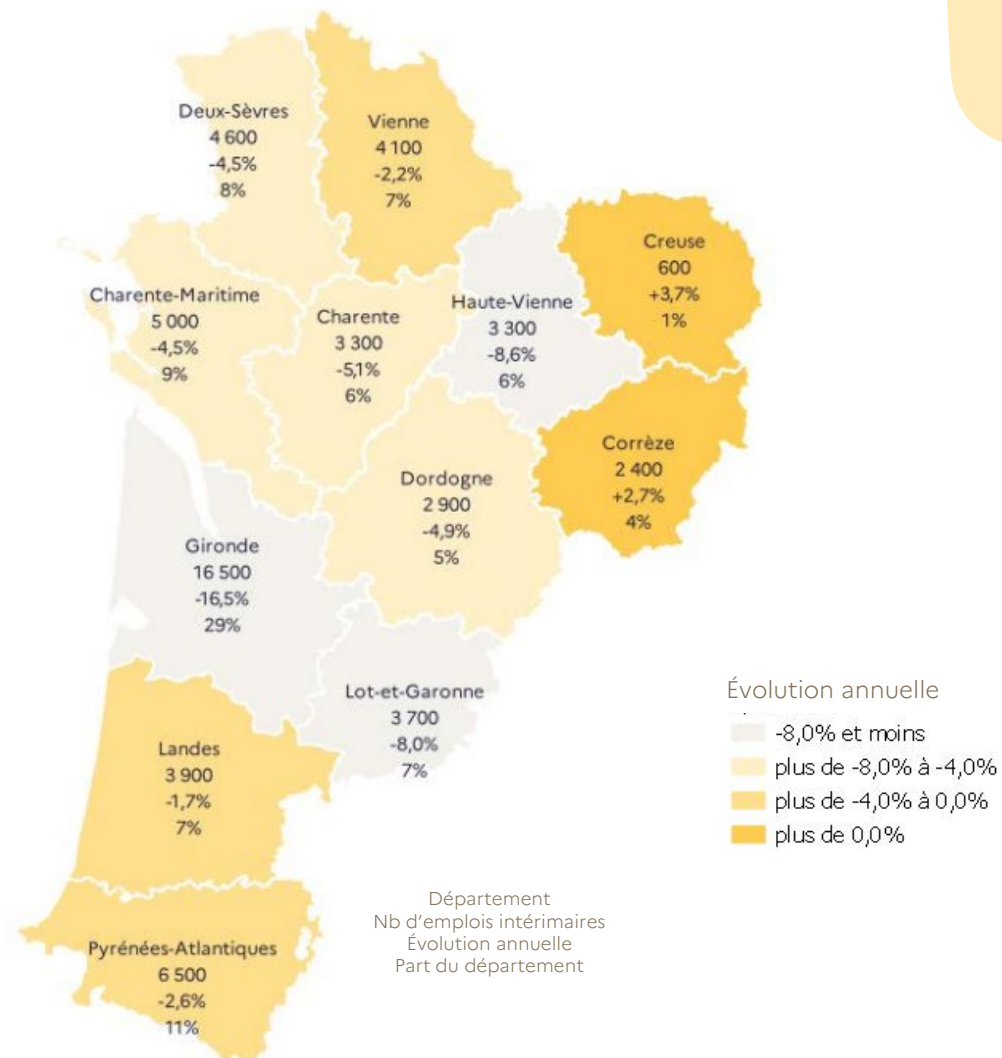 Deux-Sèvres
4 600
-4,5%
8%
Vienne
4 100
-2,2%
7%
Creuse
600
+3,7%
1%
Charente-Maritime
5 000
-4,5%
9%
Charente
3 300
-5,1%
6%
Haute-Vienne
3 300
-8,6%
6%
Corrèze
2 400
+2,7%
4%
Dordogne
2 900
-4,9%
5%
Gironde
16 500
-16,5%
29%
Lot-et-Garonne
3 700
-8,0%
7%
Landes
3 900
-1,7%
7%
Pyrénées-Atlantiques
6 500
-2,6%
11%
Évolution annuelle
-8,0% et moins
plus de -8,0% à -4,0%
plus de -4,0% à 0,0%
plus de 0,0%
Département
Nb d'emplois intérimaires
Évolution annuelle
Part du département